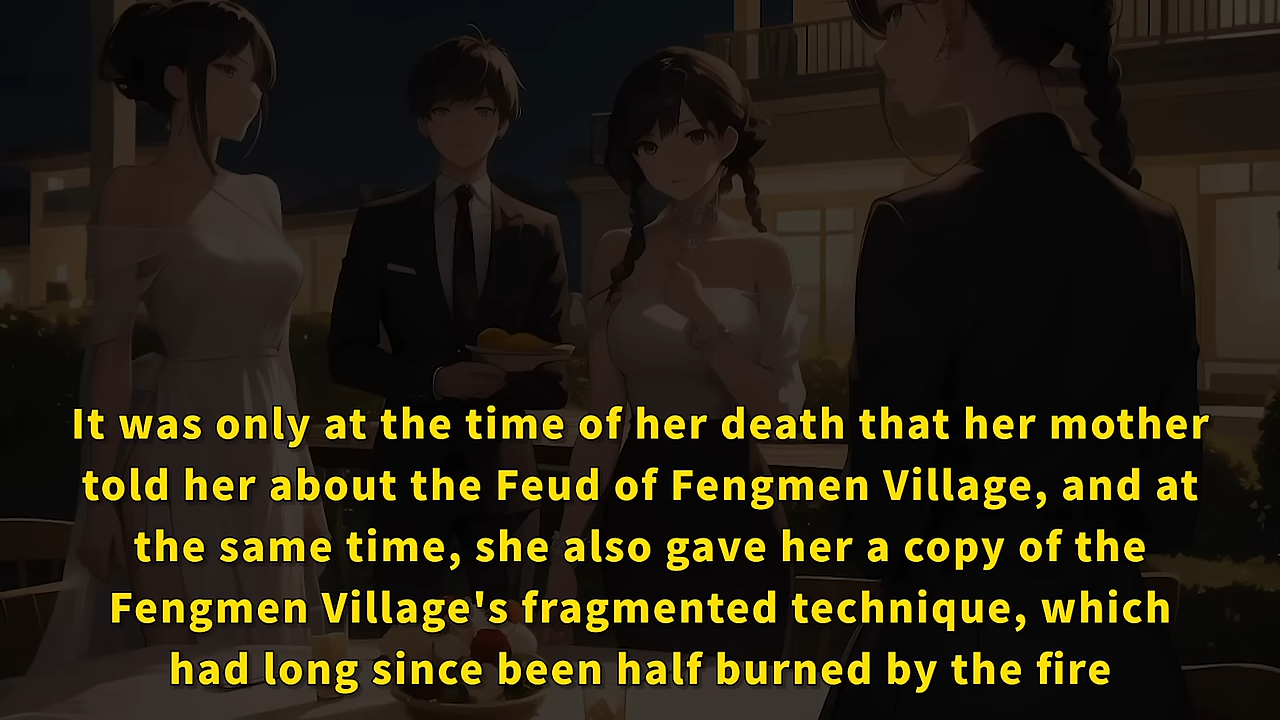 It was only at the time of her death that her mother
told her about the Feud of Fengmen Village, and at
the same time, she also gave her a copy of the
Fengmen Village's fragmented technique, which
had long since been half burned by the fire